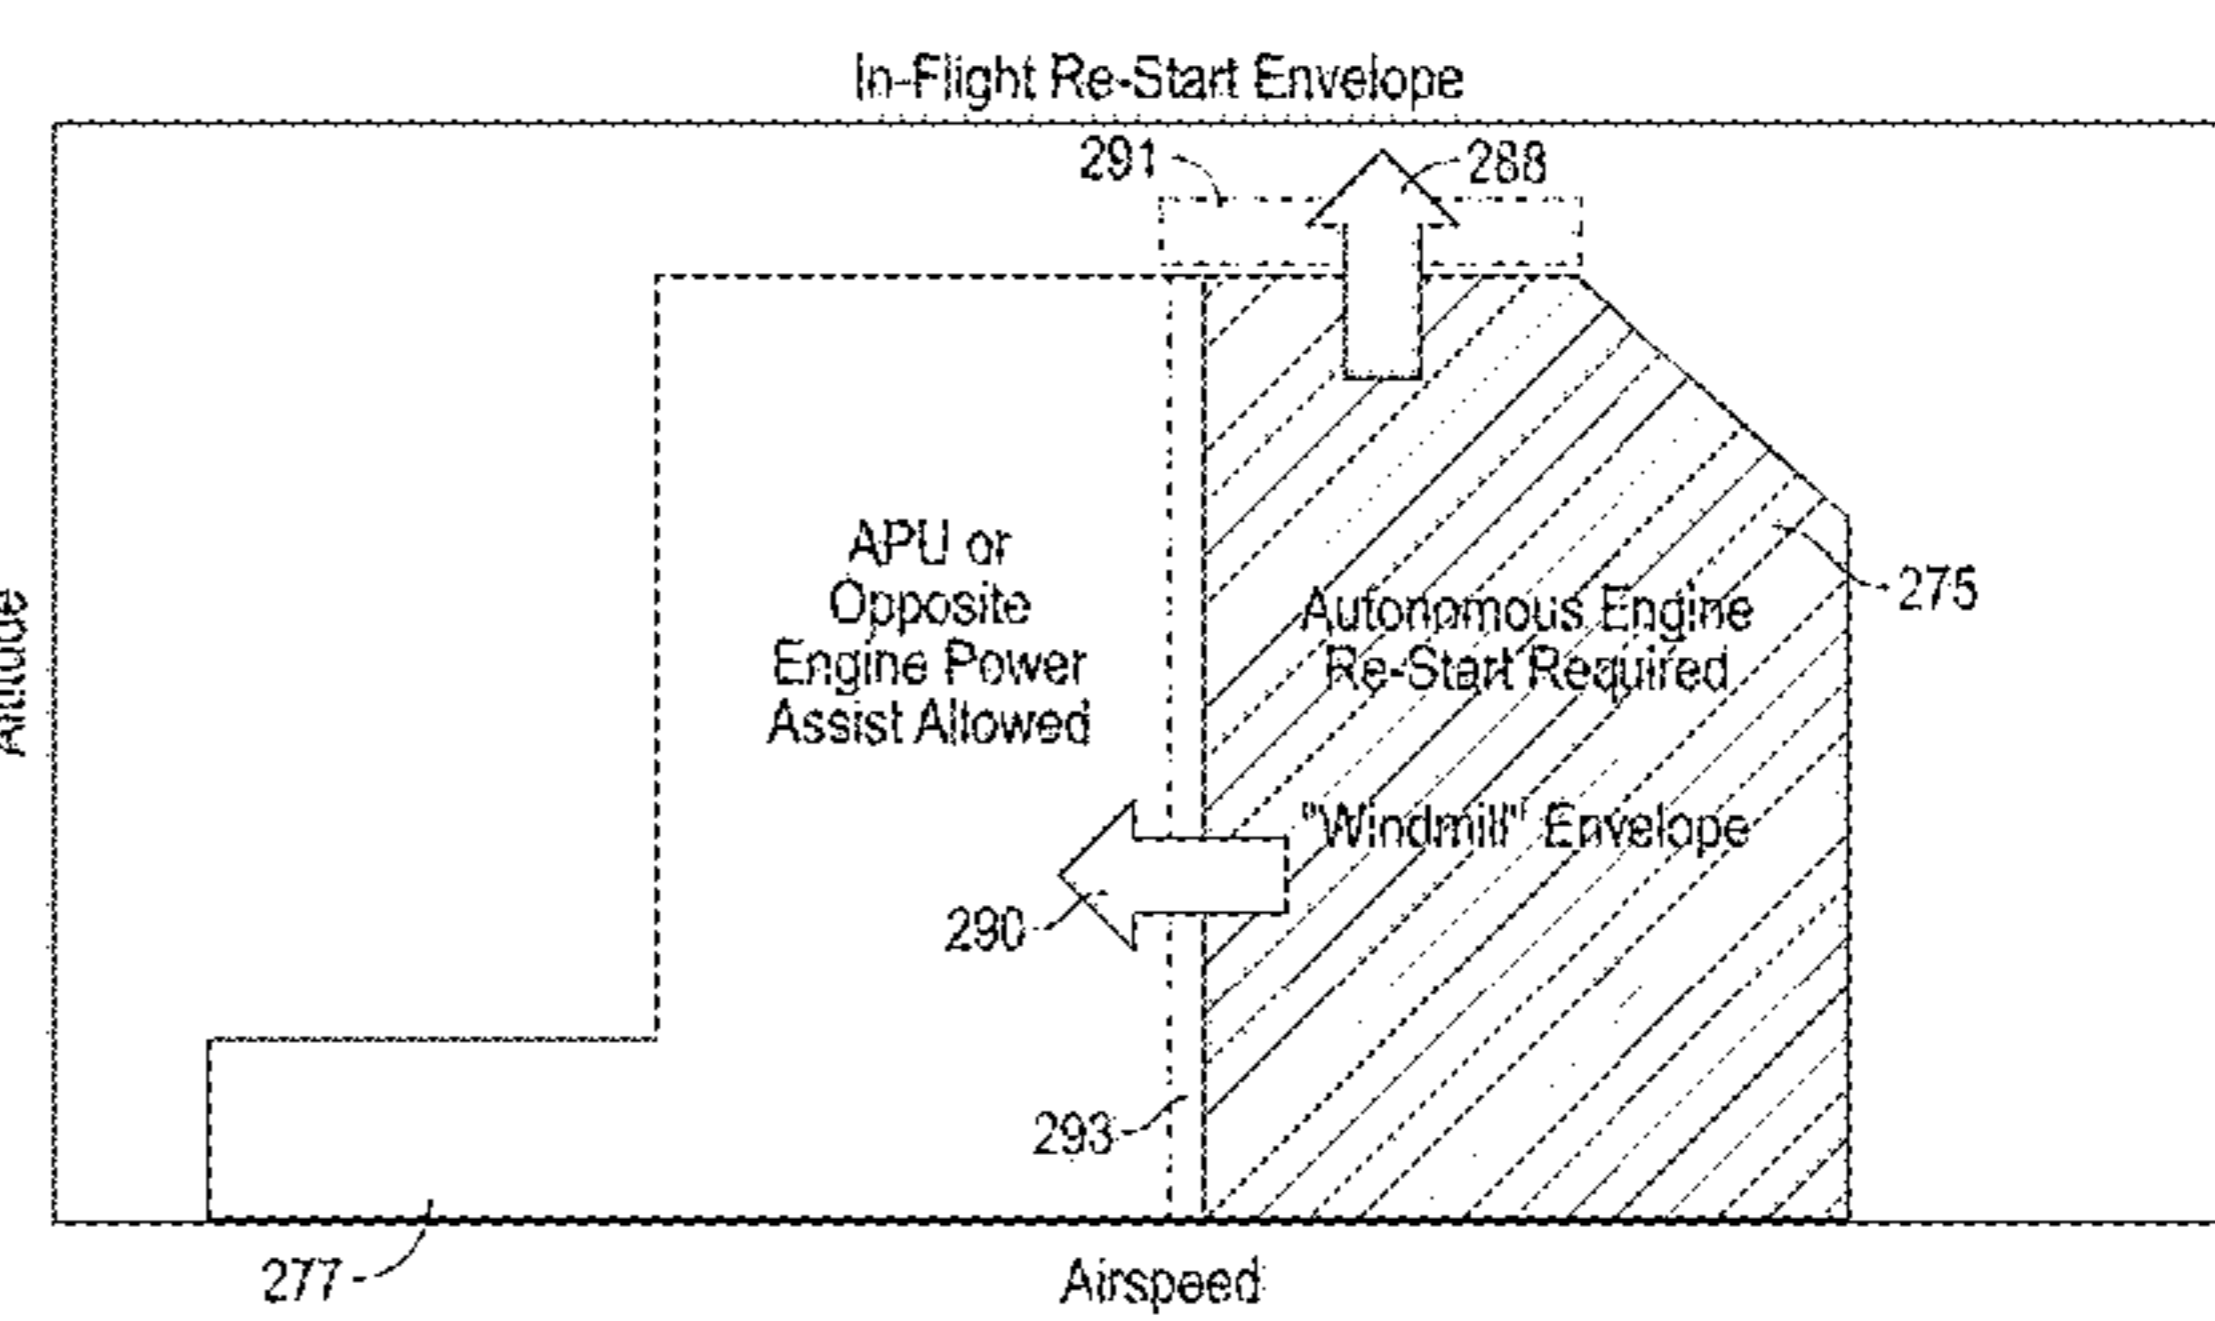 In-Flight Re-Start Envelope
291
288
APU or
Opposite
Engine Power
Assist Allowed
Autonomous Engine
Re-Start Required
275
"Windmill" Envelope
290
293
277
Altitude
Airspeed